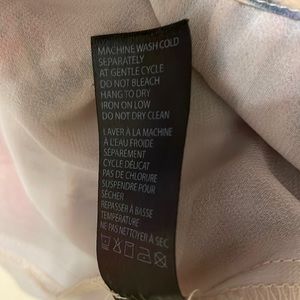 MACHINE WASH COLD
SEPARATELY
AT GENTLE CYCLE
DO NOT BLEACH
HANG TO DRY
IRON ON LOW
DO NOT DRY CLEAN
LAVER À LA MACHINE
À L'EAU FROIDE
SÉPARÉMENT
CYCLE DÉLICAT
PAS DE CHLORURE
SUSPENDRE POUR
SÉCHER
REPASSER À BASSE
TEMPÉRATURE
NE PAS NETTOYER À SEC